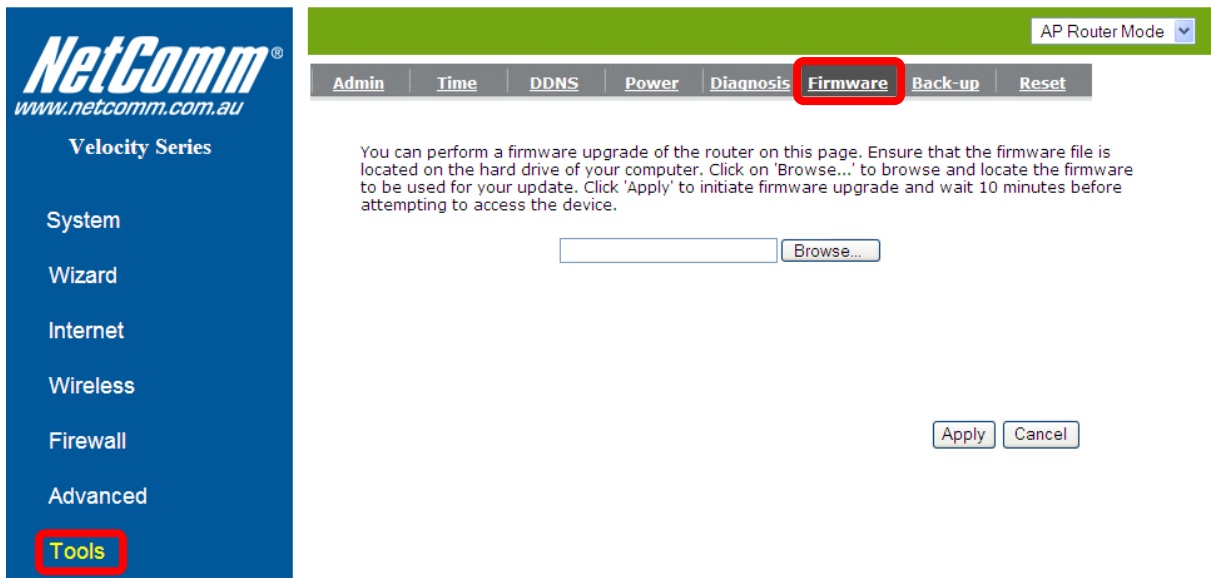 NetComm®
www.netcomm.com.au
Velocity Series
System
Wizard
Internet
Wireless
Firewall
Advanced
Tools
AP Router Mode
Admin Time DDNS Power Diagnosis Firmware Back-up Reset
You can perform a firmware upgrade of the router on this page. Ensure that the firmware file is
located on the hard drive of your computer. Click on 'Browse...' to browse and locate the firmware
to be used for your update. Click 'Apply' to initiate firmware upgrade and wait 10 minutes before
attempting to access the device.
Browse...
Apply Cancel